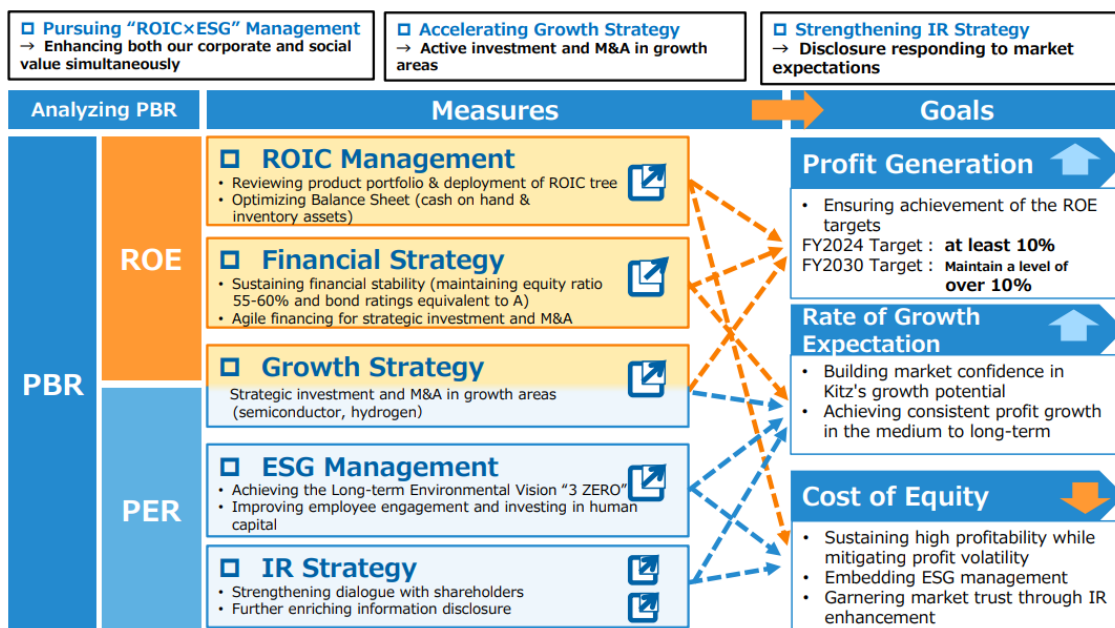 □ Pursuing “ROIC×ESG” Management
→ Enhancing both our corporate and social
value simultaneously
□ Accelerating Growth Strategy
→ Active investment and M&A in growth
areas
□ Strengthening IR Strategy
→ Disclosure responding to market
expectations
Analyzing PBR
Measures
Goals
PBR
ROE
PER
□ ROIC Management
• Reviewing product portfolio & deployment of ROIC tree
• Optimizing Balance Sheet (cash on hand &
inventory assets)
□ Financial Strategy
• Sustaining financial stability (maintaining equity ratio
55-60% and bond ratings equivalent to A)
• Agile financing for strategic investment and M&A
□ Growth Strategy
Strategic investment and M&A in growth areas
(semiconductor, hydrogen)
□ ESG Management
• Achieving the Long-term Environmental Vision “3 ZERO”
• Improving employee engagement and investing in human
capital
□ IR Strategy
• Strengthening dialogue with shareholders
• Further enriching information disclosure
Profit Generation
• Ensuring achievement of the ROE
targets
FY2024 Target : at least 10%
FY2030 Target : Maintain a level of
over 10%
Rate of Growth
Expectation
• Building market confidence in
Kitz's growth potential
• Achieving consistent profit growth
in the medium to long-term
Cost of Equity
• Sustaining high profitability while
mitigating profit volatility
• Embedding ESG management
• Garnering market trust through IR
enhancement